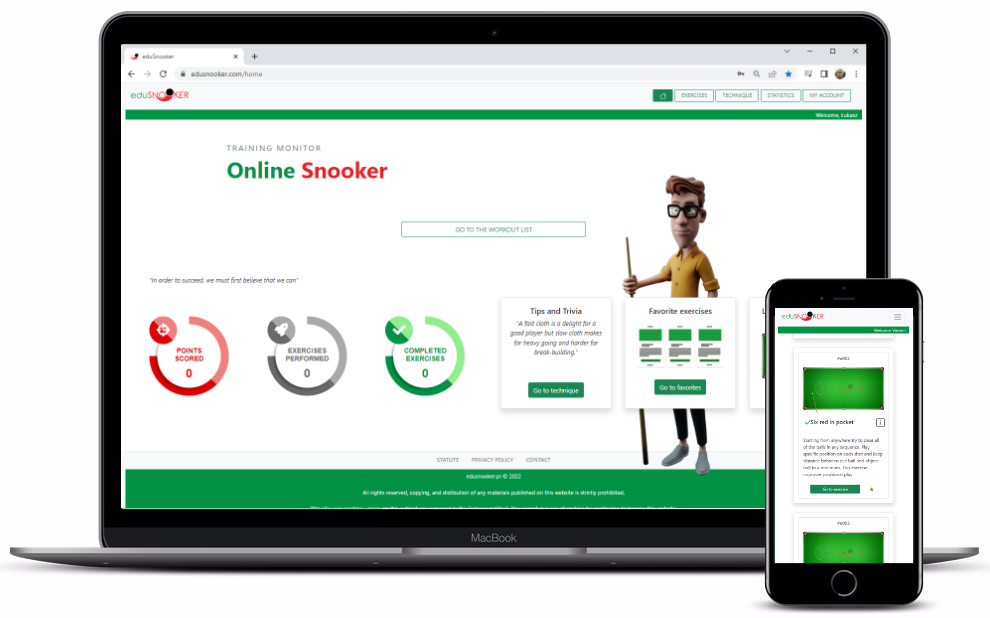 eduSnooker
edusnooker.com/home
eduSNOOKER
EXERCISES
TECHNIQUE
STATISTICS
MY ACCOUNT
Welcome, Łukasz
TRAINING MONITOR
Online Snooker
GO TO THE WORKOUT LIST
"In order to succeed, we must first believe that we can"
POINTS
SCORED
0
EXERCISES
PERFORMED
0
COMPLETED
EXERCISES
0
Tips and Trivia
"A fast cloth is a delight for a
good player but slow cloth makes
for heavy going and harder for
break-building."
Go to technique
Favorite exercises
Go to favorites
L
STATUTE
PRIVACY POLICY
CONTACT
edusnooker.pl © 2022
All rights reserved, copying, and distibution of any materials published on this website is strictly prohibited.
MacBook
eduSNOOKER
#e002
Six red in pocket
Starting from anywhere try to clear all
of the balls in any sequence. Play
specific position on each shot and keep
distance between cue ball and object
ball to a minimum. This exercise
improves positional play.
Go to exercise
#e003